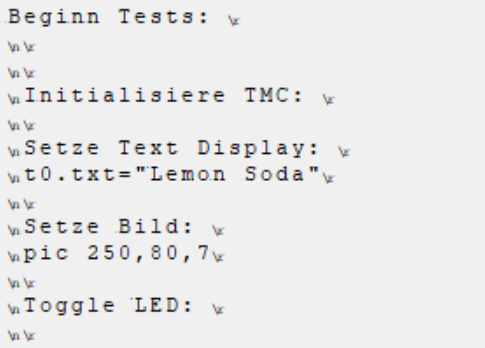 Beginn Tests: \r
\n\r
\n\r
\nInitialisiere TMC: \r
\n\r
\nSetze Text Display: \r
\nt0.txt="Lemon Soda"\r
\n\r
\nSetze Bild: \r
\npic 250,80,7\r
\n\r
\nToggle LED: \r
\n\r